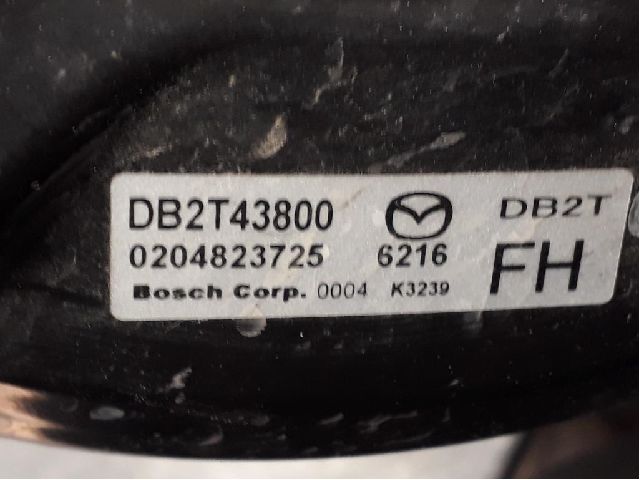 DB2T43800 DB2T
0204823725 6216 FH
Bosch Corp. 0004 K3239